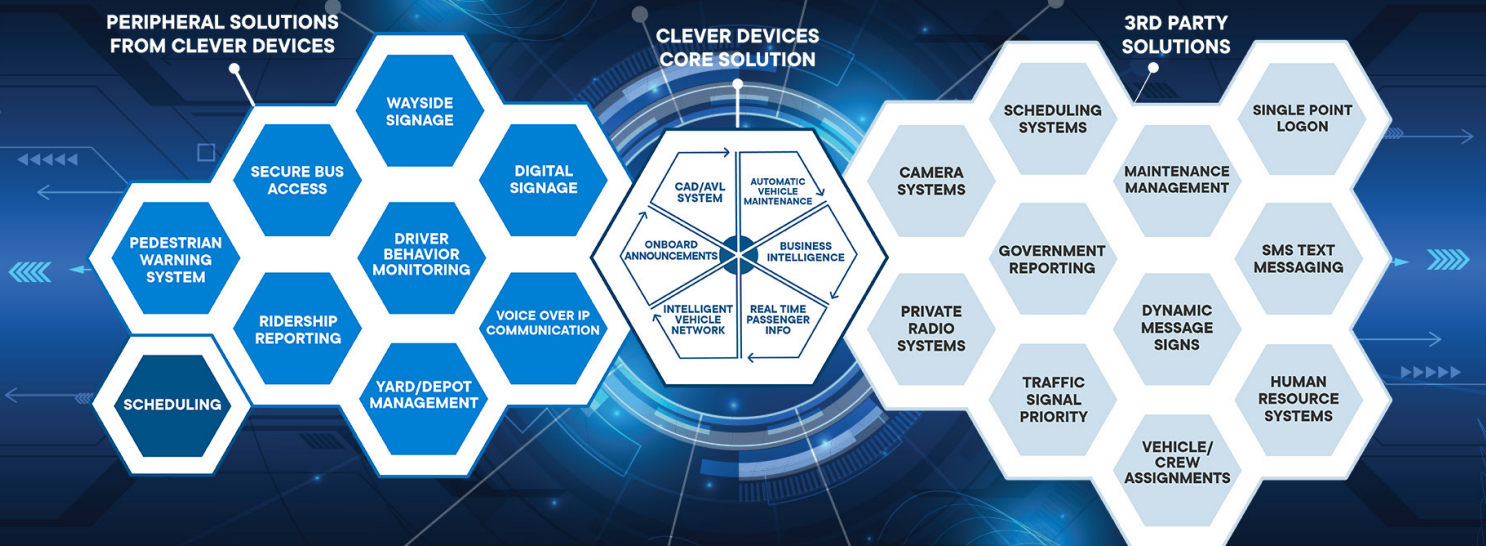 PERIPHERAL SOLUTIONS
FROM CLEVER DEVICES
WAYSIDE
SIGNAGE
SECURE BUS
ACCESS
DIGITAL
SIGNAGE
PEDESTRIAN
WARNING
SYSTEM
DRIVER
BEHAVIOR
MONITORING
RIDERSHIP
REPORTING
VOICE OVER IP
COMMUNICATION
SCHEDULING
YARD/DEPOT
MANAGEMENT
CLEVER DEVICES
CORE SOLUTION
CAD/AVL
SYSTEM
AUTOMATIC
VEHICLE
MAINTENANCE
ONBOARD
ANNOUNCEMENTS
BUSINESS
INTELLIGENCE
INTELLIGENT
VEHICLE
NETWORK
REAL TIME
PASSENGER
INFO
3RD PARTY
SOLUTIONS
SCHEDULING
SYSTEMS
SINGLE POINT
LOGON
CAMERA
SYSTEMS
MAINTENANCE
MANAGEMENT
GOVERNMENT
REPORTING
SMS TEXT
MESSAGING
PRIVATE
RADIO
SYSTEMS
DYNAMIC
MESSAGE
SIGNS
TRAFFIC
SIGNAL
PRIORITY
HUMAN
RESOURCE
SYSTEMS
VEHICLE/
CREW
ASSIGNMENTS